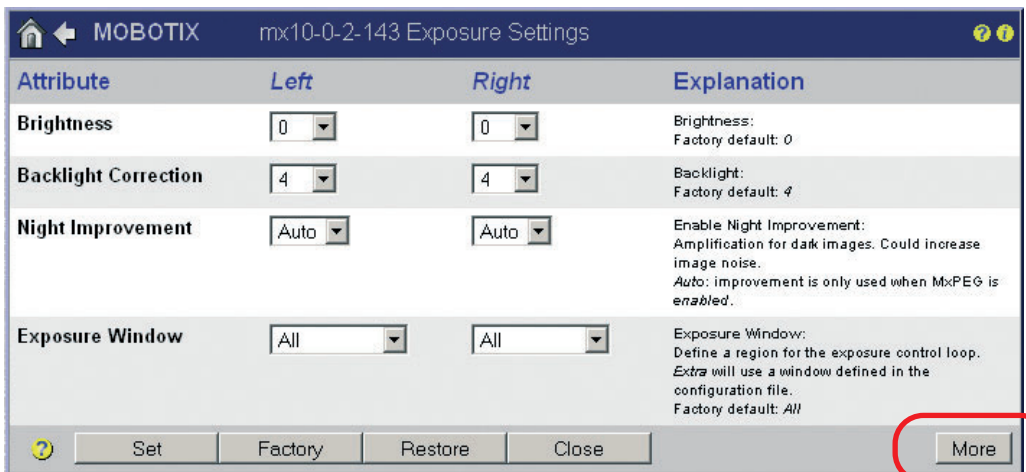 MOBOTIX mx10-0-2-143 Exposure Settings
Attribute Left Right Explanation
Brightness 0 0 Brightness:
Factory default: 0
Backlight Correction 4 4 Backlight:
Factory default: 4
Night Improvement Auto Auto Enable Night Improvement:
Amplification for dark images. Could increase
image noise.
Auto: improvement is only used when MxPEG is
enabled.
Exposure Window All All Exposure Window:
Define a region for the exposure control loop.
Extra will use a window defined in the
configuration file.
Factory default: All
Set Factory Restore Close More